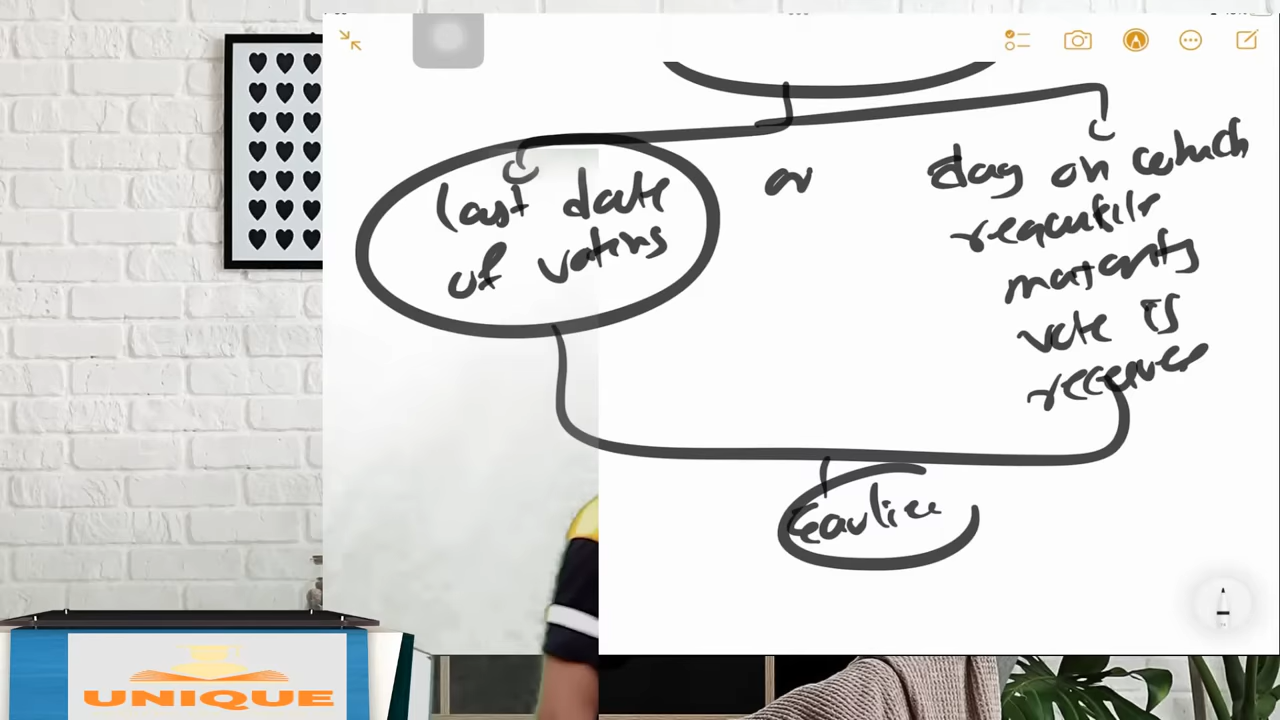 last date
of voting
or
day on which
requisite
majority
vote is
received
earlier
UNIQUE